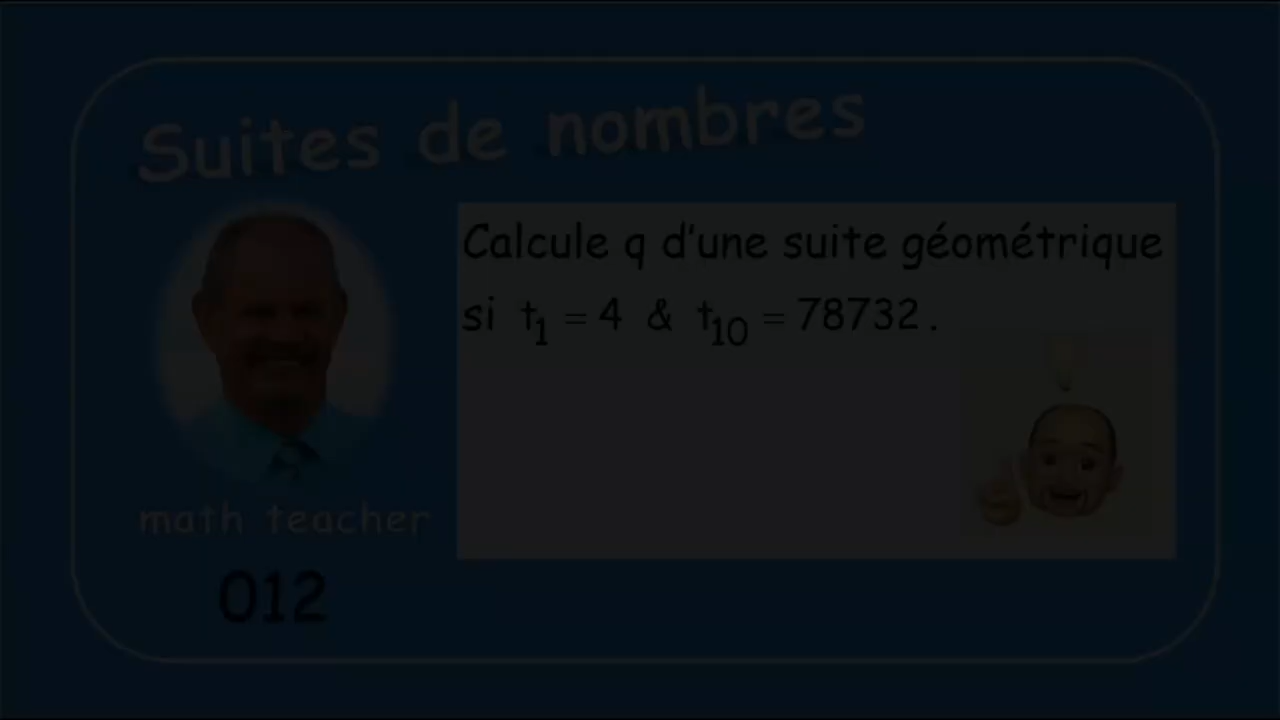 Suites de nombres
Calcule q d'une suite géométrique
si t₁ = 4 & t₁₀ = 78732.
math teacher
012